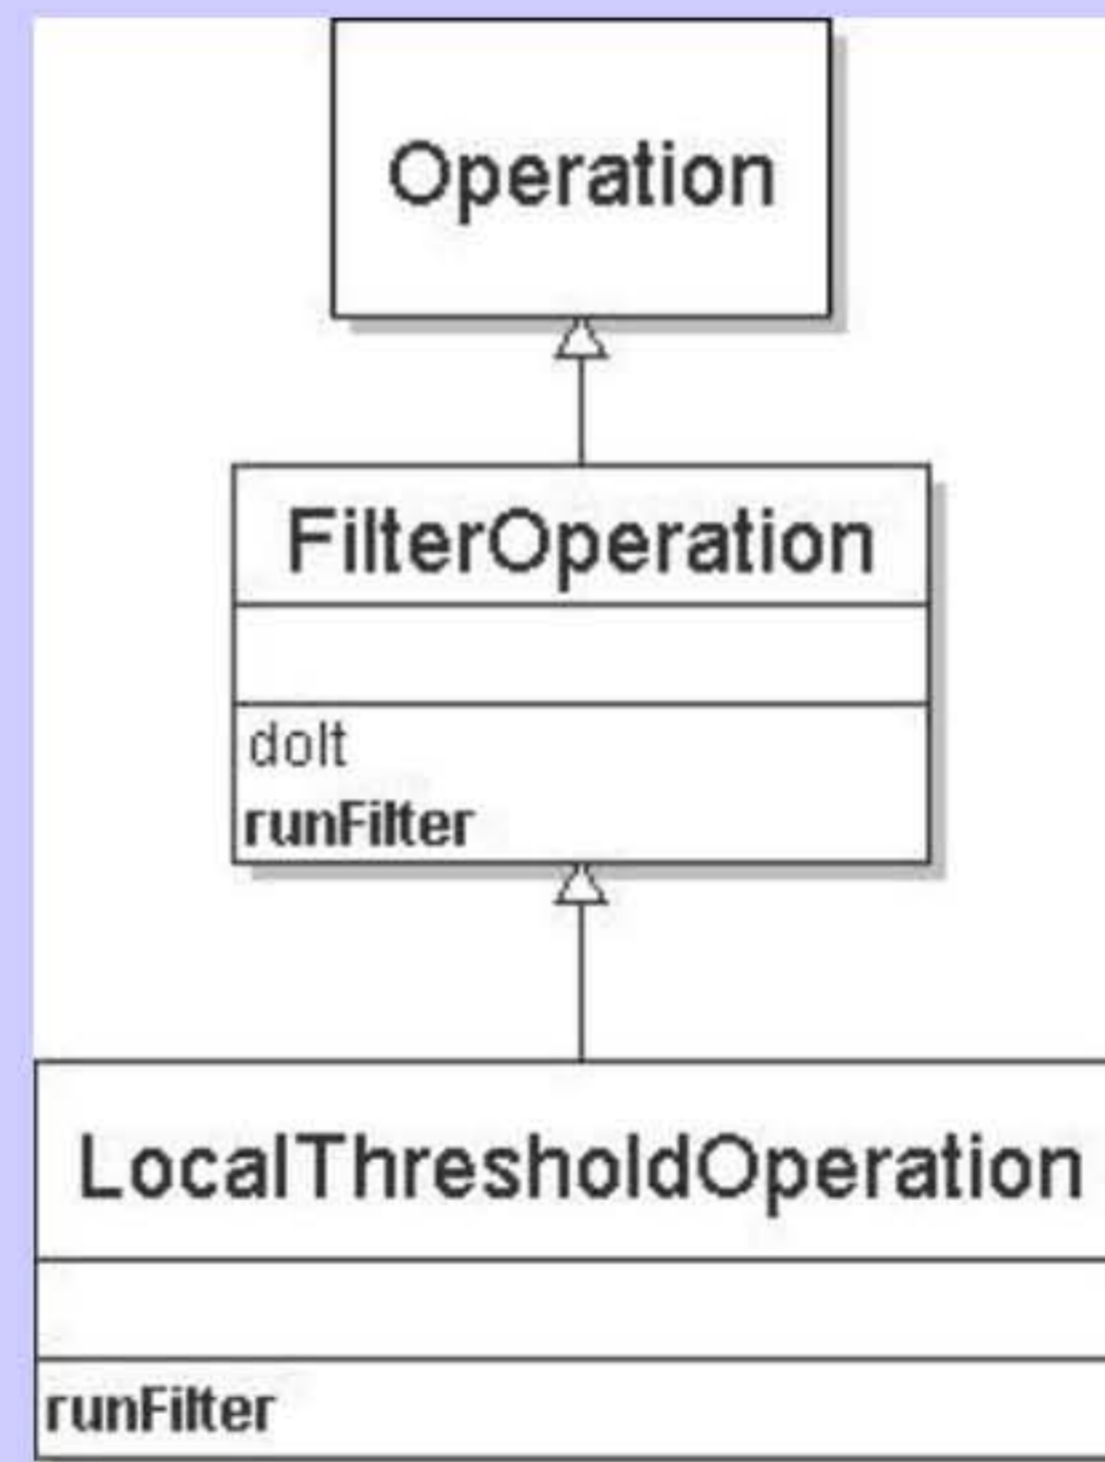 Operation
FilterOperation
doIt
runFilter
LocalThresholdOperation
runFilter